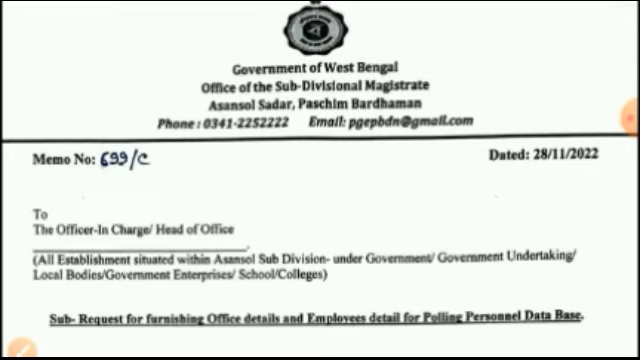 Government of West Bengal
Office of the Sub-Divisional Magistrate
Asansol Sadar, Paschim Bardhaman
Phone : 0341-2252222 Email: pgepbdn@gmail.com
Memo No: 699/C Dated: 28/11/2022
To
The Officer-In Charge/ Head of Office
(All Establishment situated within Asansol Sub Division- under Government/ Government Undertaking/
Local Bodies/Government Enterprises/ School/Colleges)
Sub- Request for furnishing Office details and Employees detail for Polling Personnel Data Base.